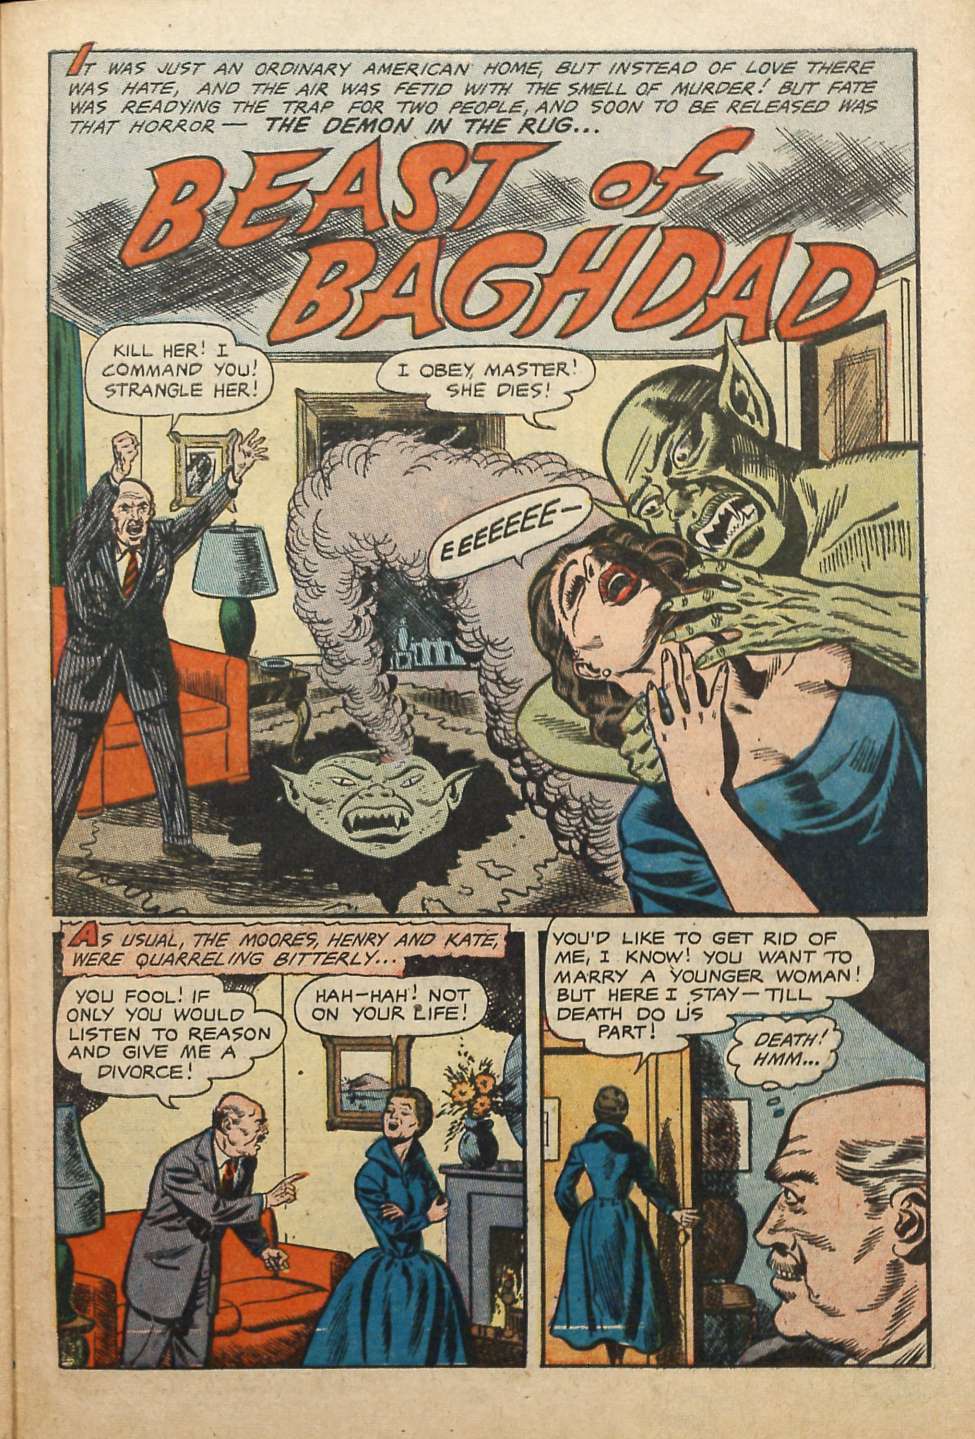 IT WAS JUST AN ORDINARY AMERICAN HOME, BUT INSTEAD OF LOVE THERE
WAS HATE, AND THE AIR WAS FETID WITH THE SMELL OF MURDER! BUT FATE
WAS READYING THE TRAP FOR TWO PEOPLE, AND SOON TO BE RELEASED WAS
THAT HORROR — THE DEMON IN THE RUG...
BEAST of
BAGHDAD
KILL HER! I
COMMAND YOU!
STRANGLE HER!
I OBEY, MASTER!
SHE DIES!
EEEEEEE—
AS USUAL, THE MOORES, HENRY AND KATE,
WERE QUARRELING BITTERLY...
YOU FOOL! IF
ONLY YOU WOULD
LISTEN TO REASON
AND GIVE ME A
DIVORCE!
HAH-HAH! NOT
ON YOUR LIFE!
YOU'D LIKE TO GET RID OF
ME, I KNOW! YOU WANT TO
MARRY A YOUNGER WOMAN!
BUT HERE I STAY — TILL
DEATH DO US
PART!
DEATH!
HMM...